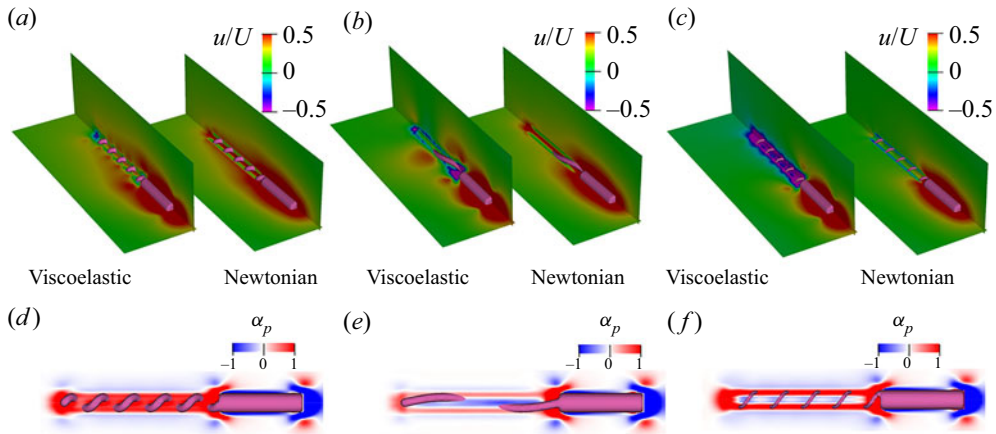 (a) (b) (c)
u/U 0.5 u/U 0.5 u/U 0.5
0 0 0
–0.5 –0.5 –0.5
Viscoelastic Newtonian Viscoelastic Newtonian Viscoelastic Newtonian
(d) (e) (f)
αp αp αp
–1 0 1 –1 0 1 –1 0 1